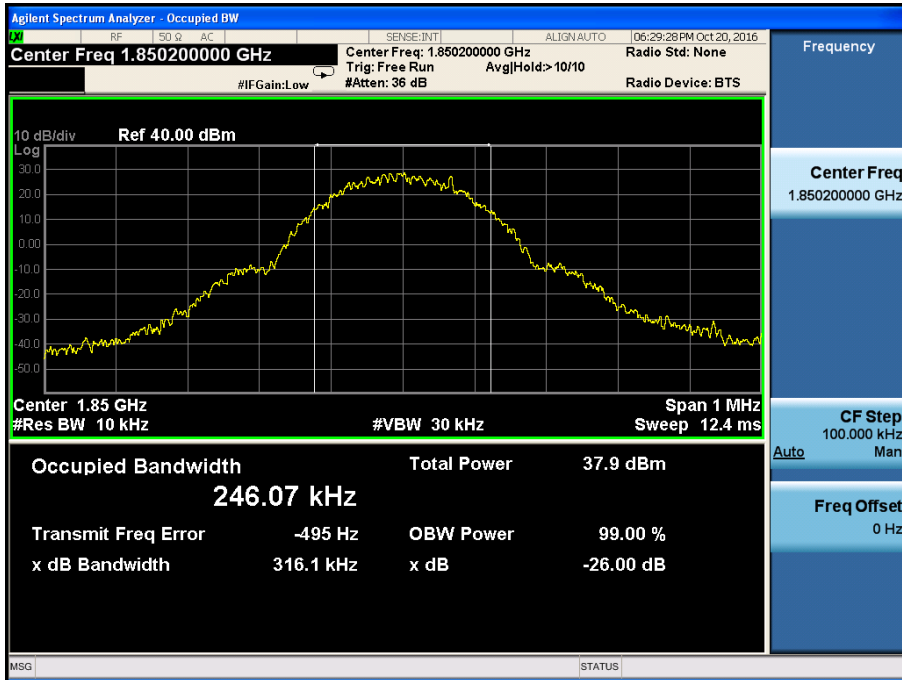 Agilent Spectrum Analyzer - Occupied BW
LXI RF 50 Ω AC SENSE:INT ALIGN AUTO 06:29:28 PM Oct 20, 2016
Center Freq 1.850200000 GHz
Center Freq: 1.850200000 GHz
Radio Std: None
Trig: Free Run Avg|Hold:>10/10
#IFGain:Low #Atten: 36 dB Radio Device: BTS
Frequency
10 dB/div Ref 40.00 dBm
Log
30.0
20.0
10.0
0.00
-10.0
-20.0
-30.0
-40.0
-50.0
Center Freq
1.850200000 GHz
Center 1.85 GHz Span 1 MHz
#Res BW 10 kHz #VBW 30 kHz Sweep 12.4 ms
CF Step
100.000 kHz
Auto Man
Occupied Bandwidth Total Power 37.9 dBm
246.07 kHz
Transmit Freq Error -495 Hz OBW Power 99.00 %
x dB Bandwidth 316.1 kHz x dB -26.00 dB
Freq Offset
0 Hz
MSG STATUS